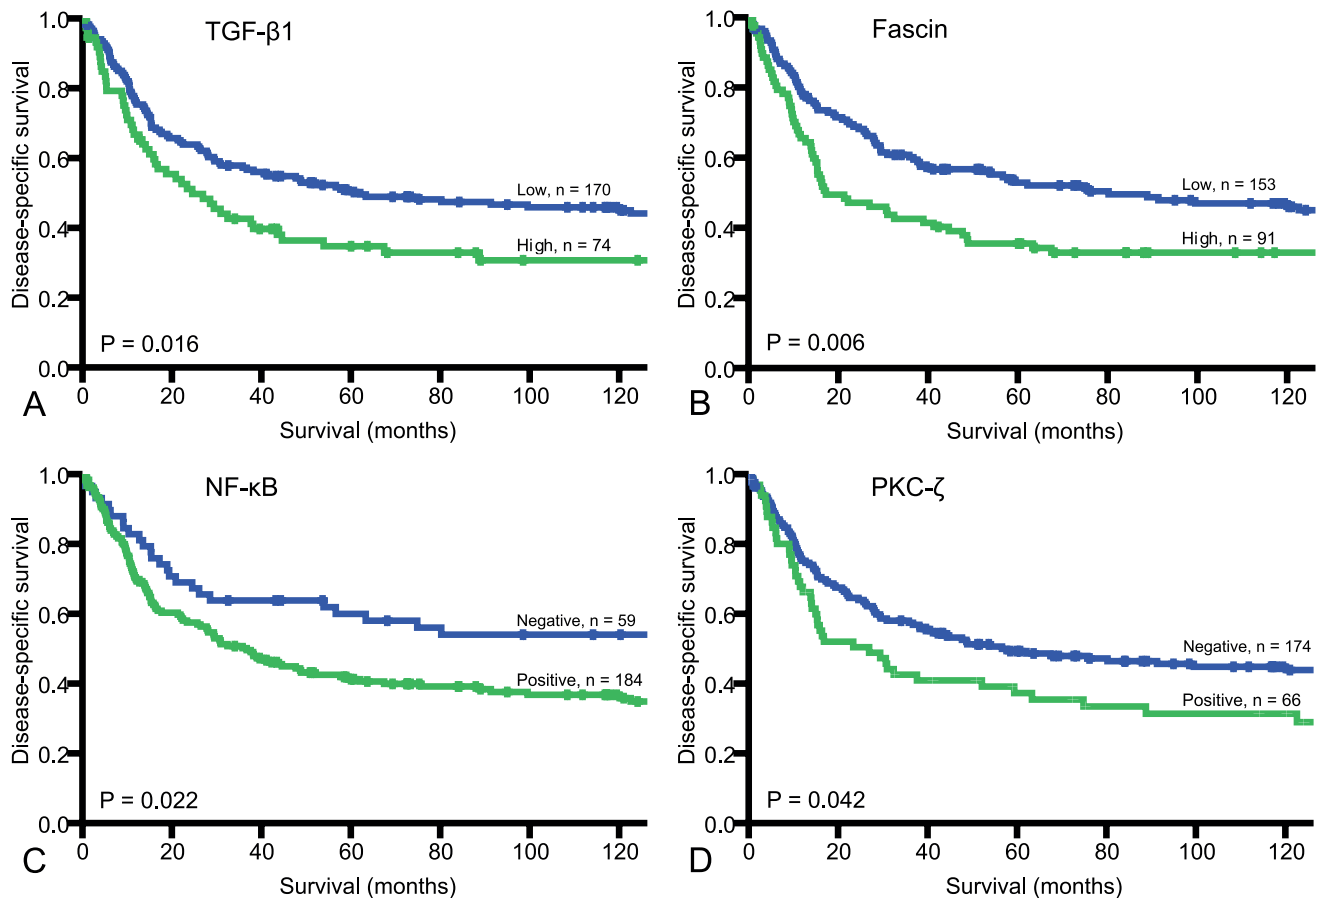 TGF-β1
Disease-specific survival
1.0
0.8
0.6
0.4
0.2
0.0
Low, n = 170
High, n = 74
P = 0.016
0 20 40 60 80 100 120
A
Survival (months)
Fascin
Disease-specific survival
1.0
0.8
0.6
0.4
0.2
0.0
Low, n = 153
High, n = 91
P = 0.006
0 20 40 60 80 100 120
B
Survival (months)
NF-κB
Disease-specific survival
1.0
0.8
0.6
0.4
0.2
0.0
Negative, n = 59
Positive, n = 184
P = 0.022
0 20 40 60 80 100 120
C
Survival (months)
PKC-ζ
Disease-specific survival
1.0
0.8
0.6
0.4
0.2
0.0
Negative, n = 174
Positive, n = 66
P = 0.042
0 20 40 60 80 100 120
D
Survival (months)